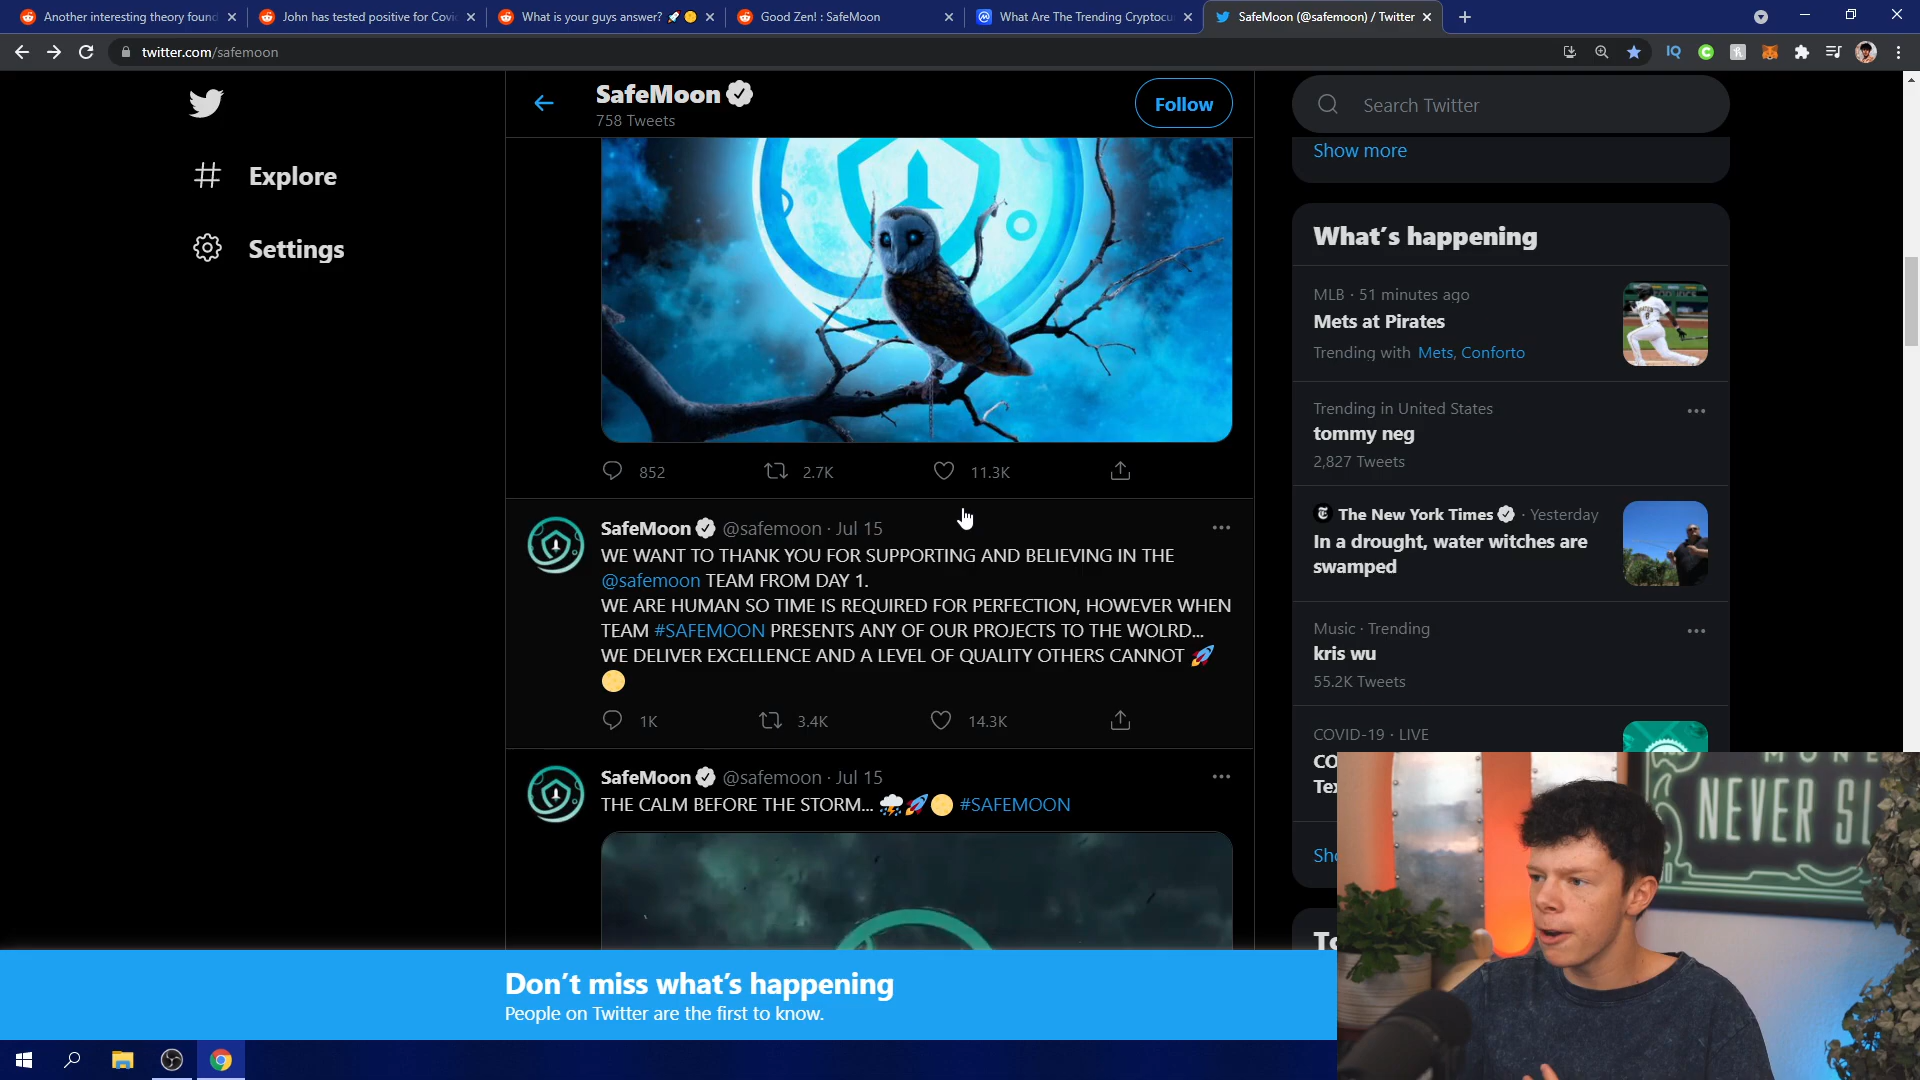 Another interesting theory found
John has tested positive for Covi
What is your guys answer? 🚀🌕
Good Zen! : SafeMoon
What Are The Trending Cryptocu
SafeMoon (@safemoon) / Twitter
twitter.com/safemoon
IQ
SafeMoon
758 Tweets
Follow
Search Twitter
Explore
Settings
Show more
What's happening
MLB · 51 minutes ago
Mets at Pirates
Trending with Mets, Conforto
Trending in United States
tommy neg
2,827 Tweets
The New York Times · Yesterday
In a drought, water witches are
swamped
Music · Trending
kris wu
55.2K Tweets
COVID-19 · LIVE
CO
Te
Sh
To
852 2.7K 11.3K
SafeMoon @safemoon · Jul 15
WE WANT TO THANK YOU FOR SUPPORTING AND BELIEVING IN THE
@safemoon TEAM FROM DAY 1.
WE ARE HUMAN SO TIME IS REQUIRED FOR PERFECTION, HOWEVER WHEN
TEAM #SAFEMOON PRESENTS ANY OF OUR PROJECTS TO THE WOLRD...
WE DELIVER EXCELLENCE AND A LEVEL OF QUALITY OTHERS CANNOT 🚀
🌕
1K 3.4K 14.3K
SafeMoon @safemoon · Jul 15
THE CALM BEFORE THE STORM... ⛈️🚀🌕 #SAFEMOON
Don't miss what's happening
People on Twitter are the first to know.
NEVER SL